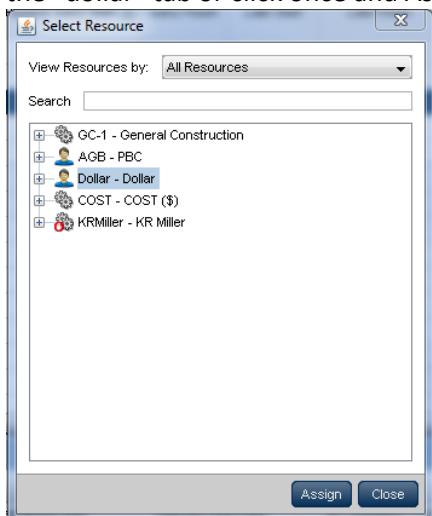 Select Resource
View Resources by: All Resources
Search
GC-1 - General Construction
AGB - PBC
Dollar - Dollar
COST - COST ($)
KRMiller - KR Miller
Assign Close